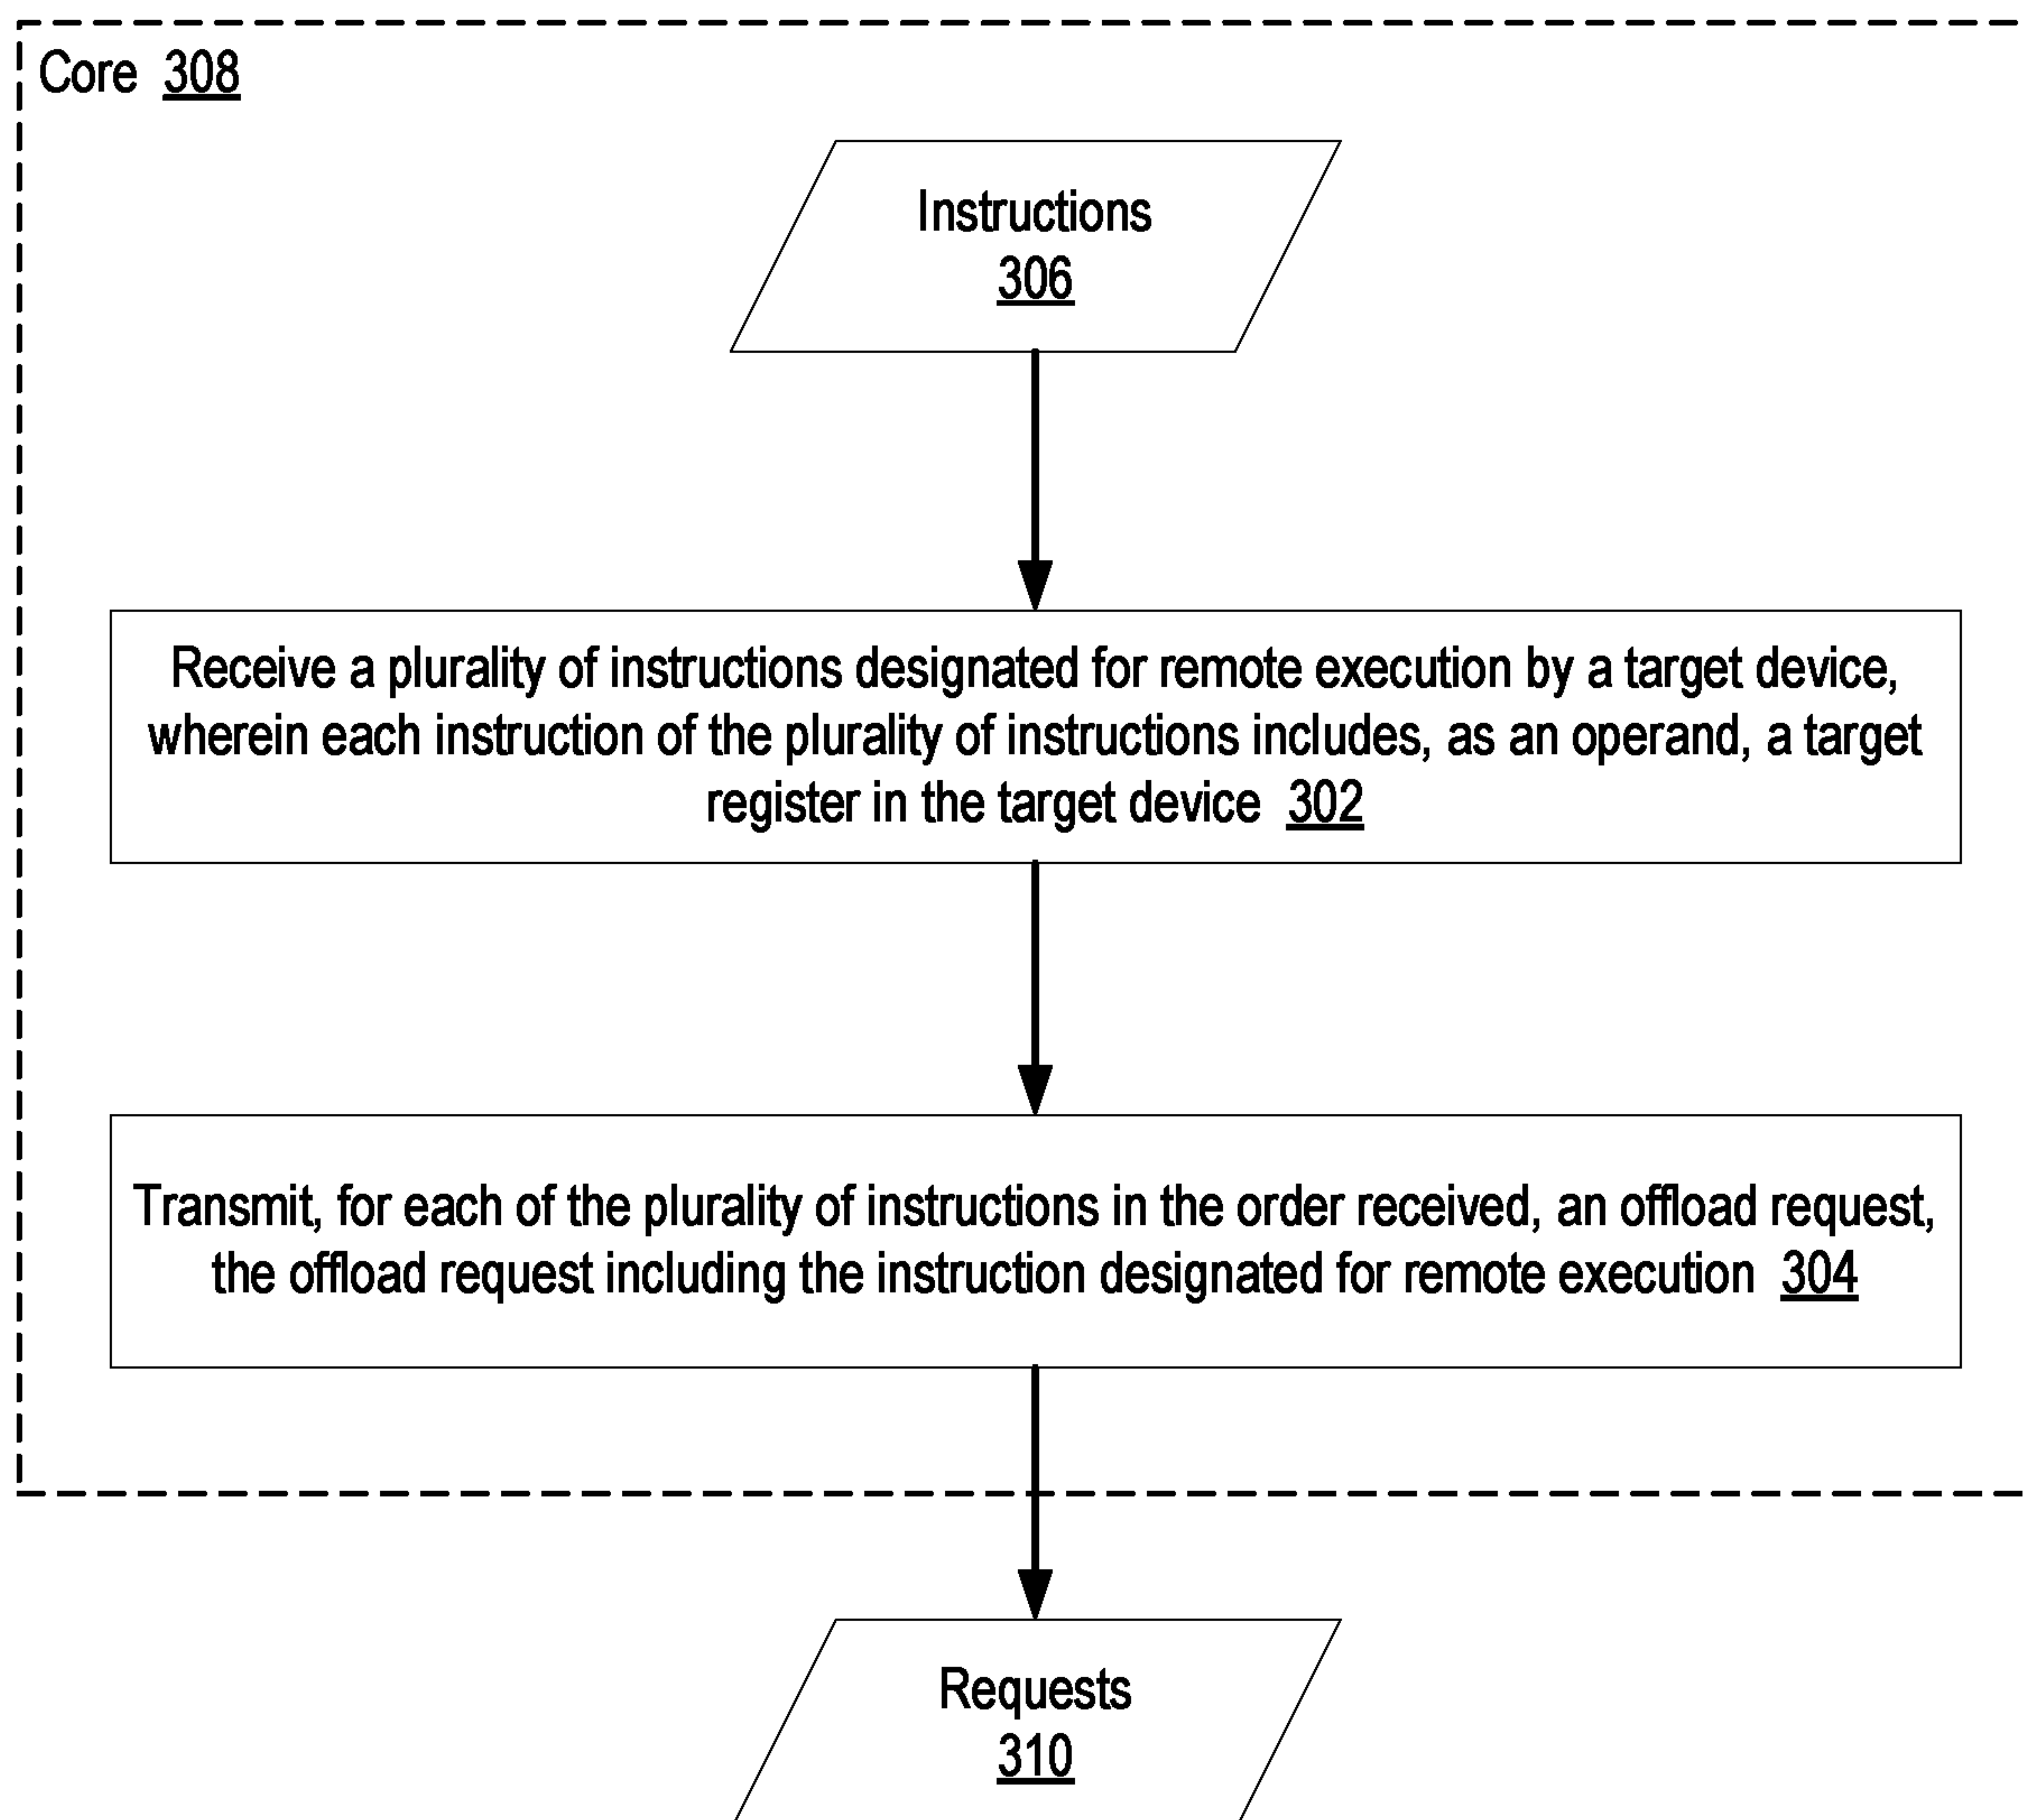 Core 308
Instructions
306
Receive a plurality of instructions designated for remote execution by a target device,
wherein each instruction of the plurality of instructions includes, as an operand, a target
register in the target device 302
Transmit, for each of the plurality of instructions in the order received, an offload request,
the offload request including the instruction designated for remote execution 304
Requests
310